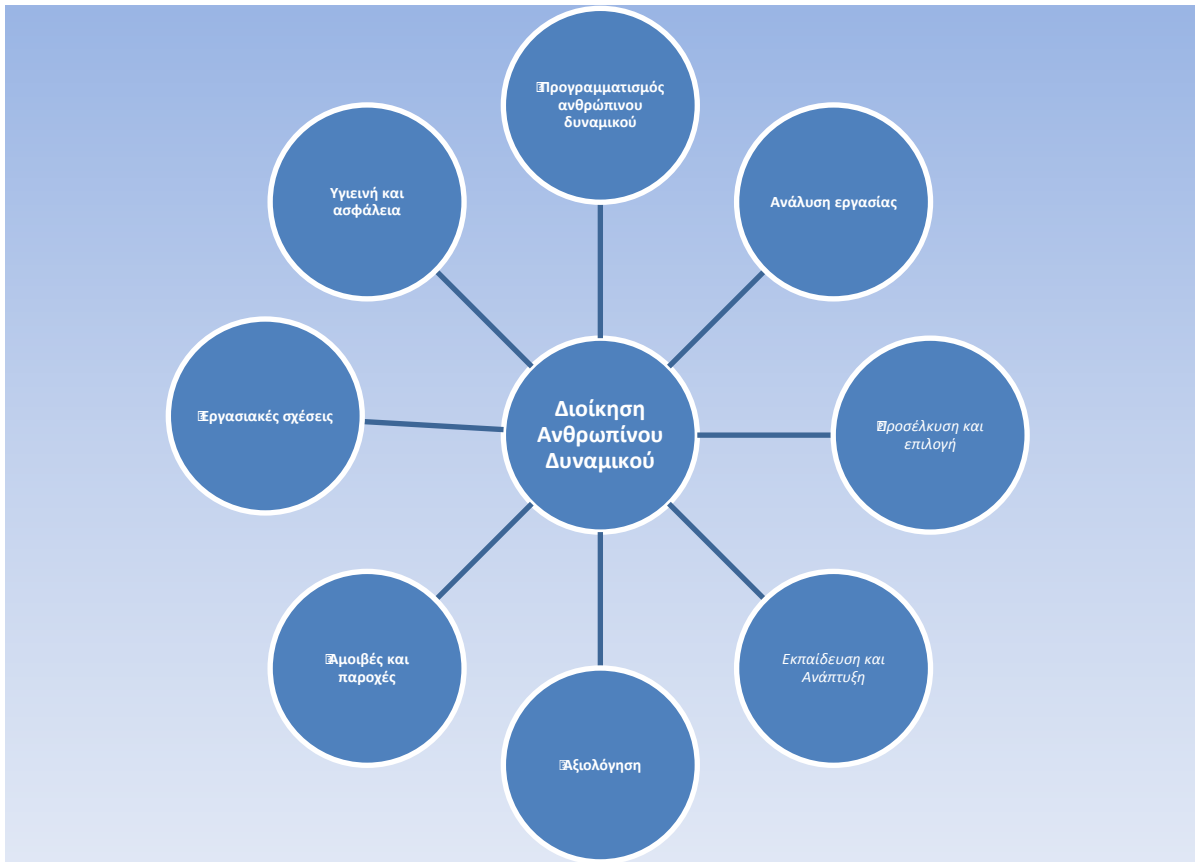 Προγραμματισμός
ανθρώπινου
δυναμικού
Υγιεινή και
ασφάλεια
Ανάλυση εργασίας
Εργασιακές σχέσεις
Διοίκηση
Ανθρωπίνου
Δυναμικού
Προσέλκυση και
επιλογή
Αμοιβές και
παροχές
Εκπαίδευση και
Ανάπτυξη
Αξιολόγηση